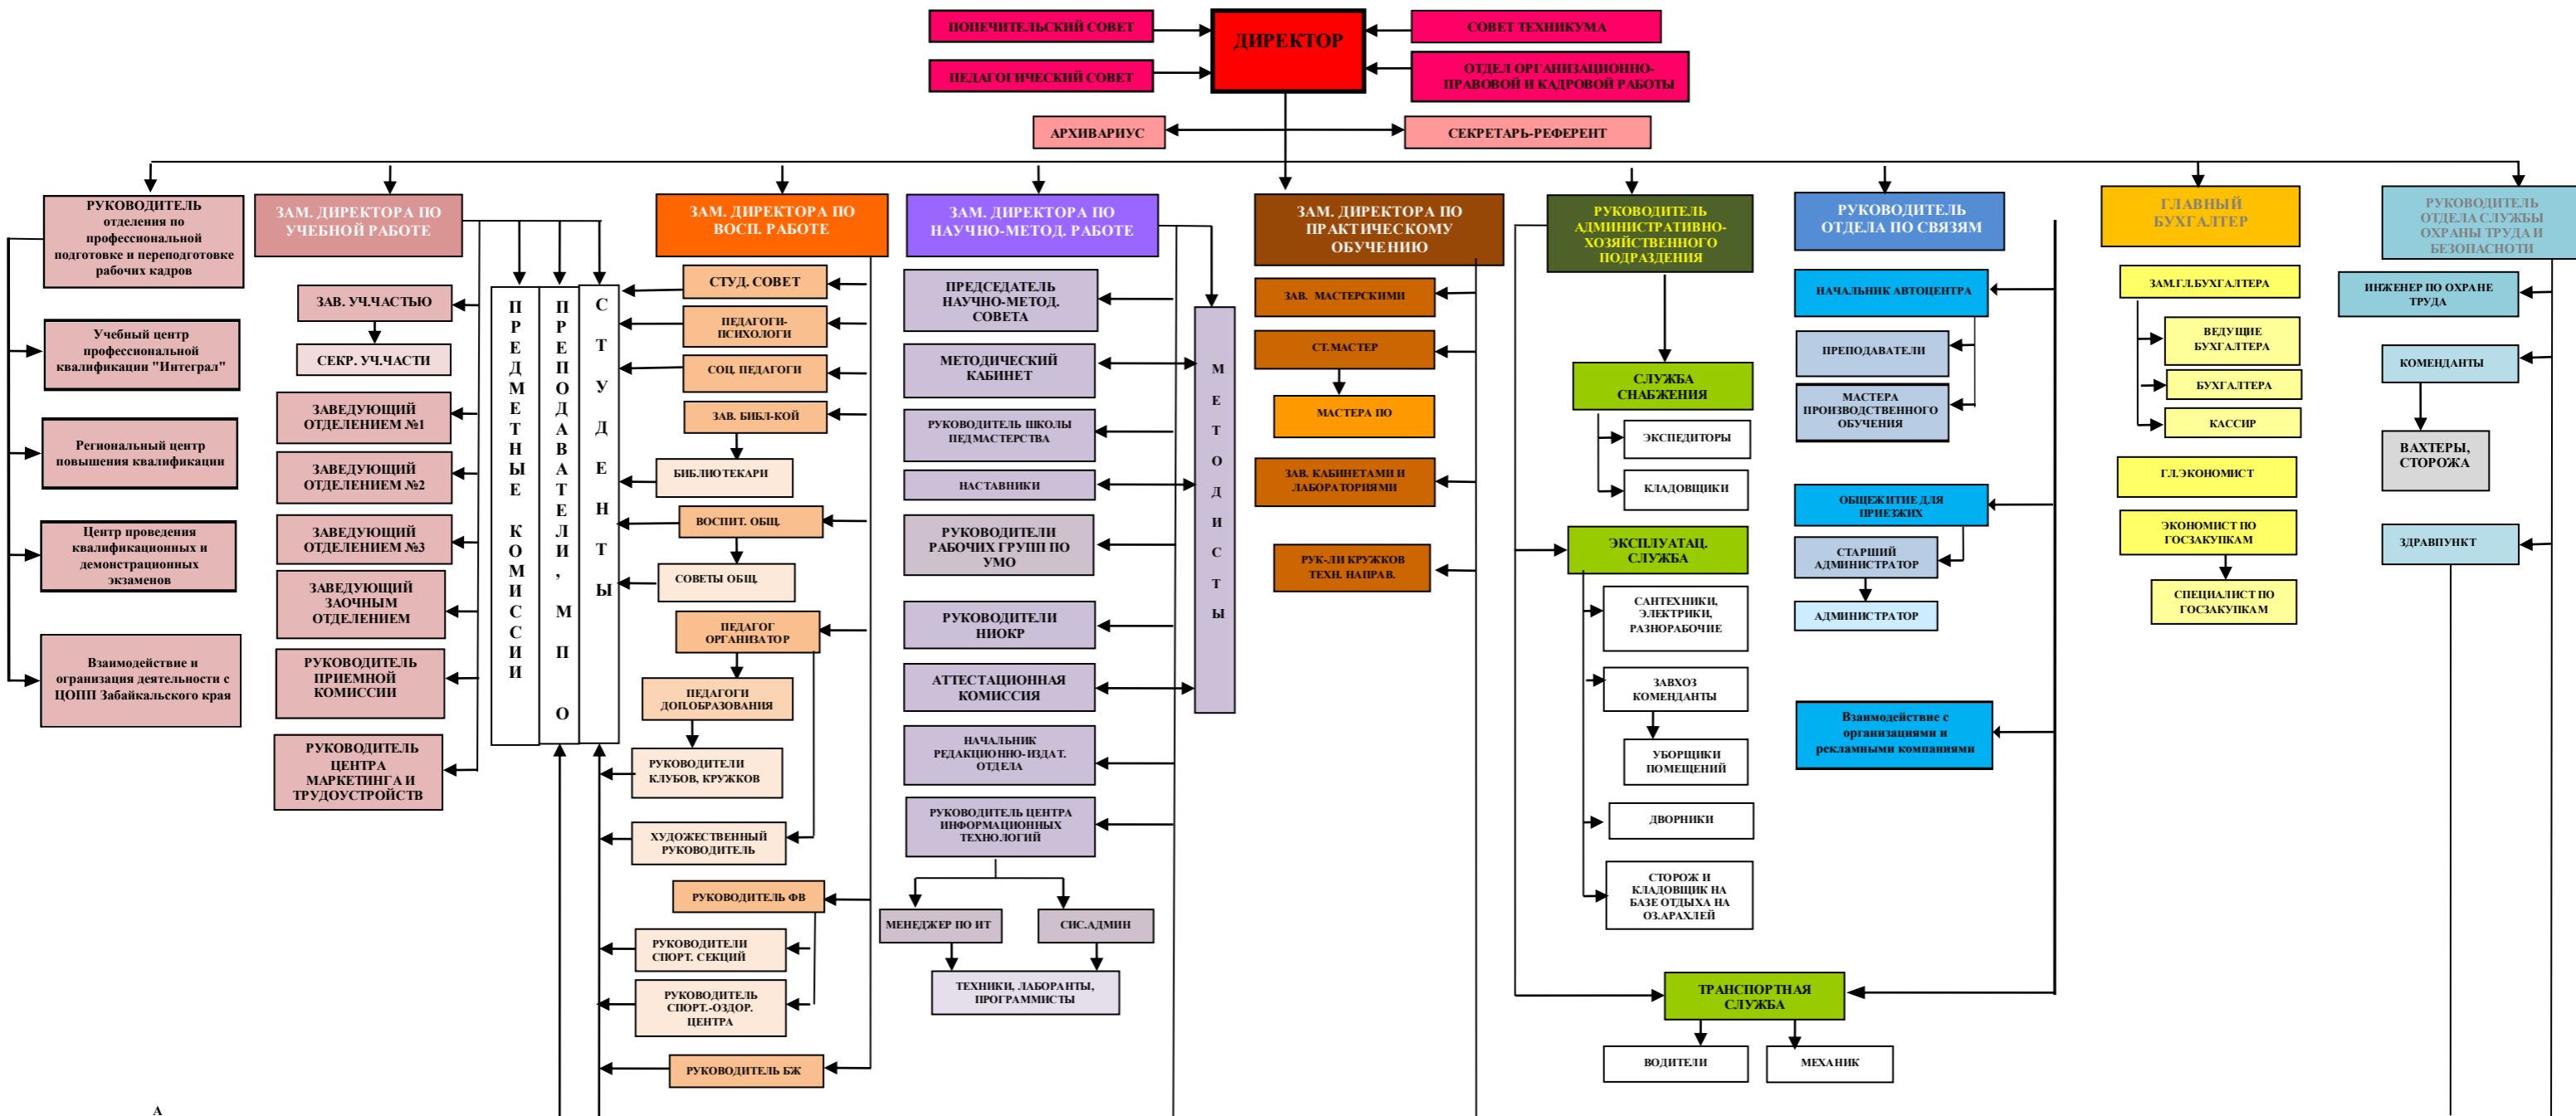 ПОПЕЧИТЕЛЬСКИЙ СОВЕТ
ПЕДАГОГИЧЕСКИЙ СОВЕТ
ДИРЕКТОР
СОВЕТ ТЕХНИКУМА
ОТДЕЛ ОРГАНИЗАЦИОННО-
ПРАВОВОЙ И КАДРОВОЙ РАБОТЫ
АРХИВАРИУС
СЕКРЕТАРЬ-РЕФЕРЕНТ
РУКОВОДИТЕЛЬ
отделения по
профессиональной
подготовке и переподготовке
рабочих кадров
Учебный центр
профессиональной
квалификации "Интеграл"
Региональный центр
повышения квалификации
Центр проведения
квалификационных и
демонстрационных
экзаменов
Взаимодействие и
огранизация деятельности с
ЦОПП Забайкальского края
ЗАМ. ДИРЕКТОРА ПО
УЧЕБНОЙ РАБОТЕ
ЗАВ. УЧ.ЧАСТЬЮ
СЕКР. УЧ.ЧАСТИ
ЗАВЕДУЮЩИЙ
ОТДЕЛЕНИЕМ №1
ЗАВЕДУЮЩИЙ
ОТДЕЛЕНИЕМ №2
ЗАВЕДУЮЩИЙ
ОТДЕЛЕНИЕМ №3
ЗАВЕДУЮЩИЙ
ЗАОЧНЫМ
ОТДЕЛЕНИЕМ
РУКОВОДИТЕЛЬ
ПРИЕМНОЙ
КОМИССИИ
РУКОВОДИТЕЛЬ
ЦЕНТРА
МАРКЕТИНГА И
ТРУДОУСТРОЙСТВ
ПРЕДМЕТНЫЕ КОМИССИИ
ПРЕПОДАВАТЕЛИ, М П О
СТУДЕНТЫ
ЗАМ. ДИРЕКТОРА ПО
ВОСП. РАБОТЕ
СТУД. СОВЕТ
ПЕДАГОГИ-
ПСИХОЛОГИ
СОЦ. ПЕДАГОГИ
ЗАВ. БИБЛ-КОЙ
БИБЛИОТЕКАРИ
ВОСПИТ. ОБЩ.
СОВЕТЫ ОБЩ.
ПЕДАГОГ
ОРГАНИЗАТОР
ПЕДАГОГИ
ДОП.ОБРАЗОВАНИЯ
РУКОВОДИТЕЛИ
КЛУБОВ, КРУЖКОВ
ХУДОЖЕСТВЕННЫЙ
РУКОВОДИТЕЛЬ
РУКОВОДИТЕЛЬ ФВ
РУКОВОДИТЕЛИ
СПОРТ. СЕКЦИЙ
РУКОВОДИТЕЛЬ
СПОРТ.-ОЗДОР.
ЦЕНТРА
РУКОВОДИТЕЛЬ БЖ
ЗАМ. ДИРЕКТОРА ПО
НАУЧНО-МЕТОД. РАБОТЕ
ПРЕДСЕДАТЕЛЬ
НАУЧНО-МЕТОД.
СОВЕТА
МЕТОДИЧЕСКИЙ
КАБИНЕТ
РУКОВОДИТЕЛЬ ШКОЛЫ
ПЕДМАСТЕРСТВА
НАСТАВНИКИ
РУКОВОДИТЕЛИ
РАБОЧИХ ГРУПП ПО
УМО
РУКОВОДИТЕЛИ
НИОКР
АТТЕСТАЦИОННАЯ
КОМИССИЯ
НАЧАЛЬНИК
РЕДАКЦИОННО-ИЗДАТ.
ОТДЕЛА
РУКОВОДИТЕЛЬ ЦЕНТРА
ИНФОРМАЦИОННЫХ
ТЕХНОЛОГИЙ
МЕНЕДЖЕР ПО ИТ
СИС.АДМИН
ТЕХНИКИ, ЛАБОРАНТЫ,
ПРОГРАММИСТЫ
МЕТОДИСТЫ
ЗАМ. ДИРЕКТОРА ПО
ПРАКТИЧЕСКОМУ
ОБУЧЕНИЮ
ЗАВ. МАСТЕРСКИМИ
СТ.МАСТЕР
МАСТЕРА ПО
ЗАВ. КАБИНЕТАМИ И
ЛАБОРАТОРИЯМИ
РУК-ЛИ КРУЖКОВ
ТЕХН. НАПРАВ.
РУКОВОДИТЕЛЬ
АДМИНИСТРАТИВНО-
ХОЗЯЙСТВЕННОГО
ПОДРАЗДЕНИЯ
СЛУЖБА
СНАБЖЕНИЯ
ЭКСПЕДИТОРЫ
КЛАДОВЩИКИ
ЭКСПЛУАТАЦ.
СЛУЖБА
САНТЕХНИКИ,
ЭЛЕКТРИКИ,
РАЗНОРАБОЧИЕ
ЗАВХОЗ
КОМЕНДАНТЫ
УБОРЩИКИ
ПОМЕЩЕНИЙ
ДВОРНИКИ
СТОРОЖ И
КЛАДОВЩИК НА
БАЗЕ ОТДЫХА НА
ОЗ.АРАХЛЕЙ
ТРАНСПОРТНАЯ
СЛУЖБА
ВОДИТЕЛИ
МЕХАНИК
РУКОВОДИТЕЛЬ
ОТДЕЛА ПО СВЯЗЯМ
НАЧАЛЬНИК АВТОЦЕНТРА
ПРЕПОДАВАТЕЛИ
МАСТЕРА
ПРОИЗВОДСТВЕННОГО
ОБУЧЕНИЯ
ОБЩЕЖИТИЕ ДЛЯ
ПРИЕЗЖИХ
СТАРШИЙ
АДМИНИСТРАТОР
АДМИНИСТРАТОР
Взаимодействие с
организациями и
рекламными компаниями
ГЛАВНЫЙ
БУХГАЛТЕР
ЗАМ.ГЛ.БУХГАЛТЕРА
ВЕДУЩИЕ
БУХГАЛТЕРА
БУХГАЛТЕРА
КАССИР
ГЛ.ЭКОНОМИСТ
ЭКОНОМИСТ ПО
ГОСЗАКУПКАМ
СПЕЦИАЛИСТ ПО
ГОСЗАКУПКАМ
РУКОВОДИТЕЛЬ
ОТДЕЛА СЛУЖБЫ
ОХРАНЫ ТРУДА И
БЕЗОПАСНОТИ
ИНЖЕНЕР ПО ОХРАНЕ
ТРУДА
КОМЕНДАНТЫ
ВАХТЕРЫ,
СТОРОЖА
ЗДРАВПУНКТ
А